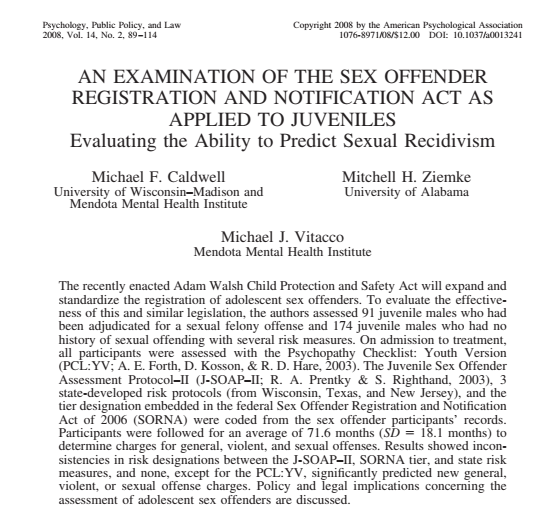 Psychology, Public Policy, and Law
2008, Vol. 14, No. 2, 89–114
Copyright 2008 by the American Psychological Association
1076-8971/08/$12.00 DOI: 10.1037/a0013241
AN EXAMINATION OF THE SEX OFFENDER
REGISTRATION AND NOTIFICATION ACT AS
APPLIED TO JUVENILES
Evaluating the Ability to Predict Sexual Recidivism
Michael F. Caldwell
University of Wisconsin–Madison and
Mendota Mental Health Institute
Mitchell H. Ziemke
University of Alabama
Michael J. Vitacco
Mendota Mental Health Institute
The recently enacted Adam Walsh Child Protection and Safety Act will expand and
standardize the registration of adolescent sex offenders. To evaluate the effective-
ness of this and similar legislation, the authors assessed 91 juvenile males who had
been adjudicated for a sexual felony offense and 174 juvenile males who had no
history of sexual offending with several risk measures. On admission to treatment,
all participants were assessed with the Psychopathy Checklist: Youth Version
(PCL:YV; A. E. Forth, D. Kosson, & R. D. Hare, 2003). The Juvenile Sex Offender
Assessment Protocol–II (J-SOAP–II; R. A. Prentky & S. Righthand, 2003), 3
state-developed risk protocols (from Wisconsin, Texas, and New Jersey), and the
tier designation embedded in the federal Sex Offender Registration and Notification
Act of 2006 (SORNA) were coded from the sex offender participants' records.
Participants were followed for an average of 71.6 months (SD = 18.1 months) to
determine charges for general, violent, and sexual offenses. Results showed incon-
sistencies in risk designations between the J-SOAP–II, SORNA tier, and state risk
measures, and none, except for the PCL:YV, significantly predicted new general,
violent, or sexual offense charges. Policy and legal implications concerning the
assessment of adolescent sex offenders are discussed.